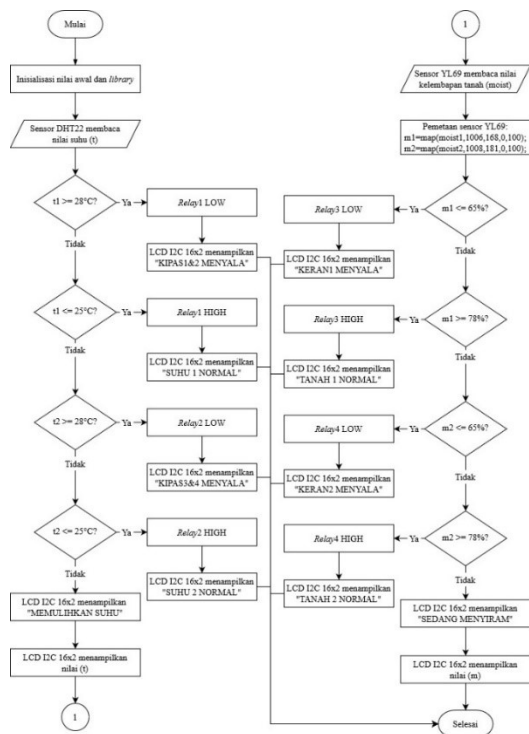 Mulai
Inisialisasi nilai awal dan library
Sensor DHT22 membaca
nilai suhu (t)
t1 >= 28°C?
Ya
Relay1 LOW
LCD I2C 16x2 menampilkan
"KIPAS1&2 MENYALA"
Tidak
t1 <= 25°C?
Ya
Relay1 HIGH
LCD I2C 16x2 menampilkan
"SUHU 1 NORMAL"
Tidak
t2 >= 28°C?
Ya
Relay2 LOW
LCD I2C 16x2 menampilkan
"KIPAS3&4 MENYALA"
Tidak
t2 <= 25°C?
Ya
Relay2 HIGH
LCD I2C 16x2 menampilkan
"SUHU 2 NORMAL"
Tidak
LCD I2C 16x2 menampilkan
"MEMULIHKAN SUHU"
LCD I2C 16x2 menampilkan
nilai (t)
1
1
Sensor YL69 membaca nilai
kelembapan tanah (moist)
Pemetaan sensor YL69:
m1=map(moist1,1006,168,0,100);
m2=map(moist2,1008,181,0,100);
m1 <= 65%?
Ya
Relay3 LOW
LCD I2C 16x2 menampilkan
"KERAN1 MENYALA"
Tidak
m1 >= 78%?
Ya
Relay3 HIGH
LCD I2C 16x2 menampilkan
"TANAH 1 NORMAL"
Tidak
m2 <= 65%?
Ya
Relay4 LOW
LCD I2C 16x2 menampilkan
"KERAN2 MENYALA"
Tidak
m2 >= 78%?
Ya
Relay4 HIGH
LCD I2C 16x2 menampilkan
"TANAH 2 NORMAL"
Tidak
LCD I2C 16x2 menampilkan
"SEDANG MENYIRAM"
LCD I2C 16x2 menampilkan
nilai (m)
Selesai